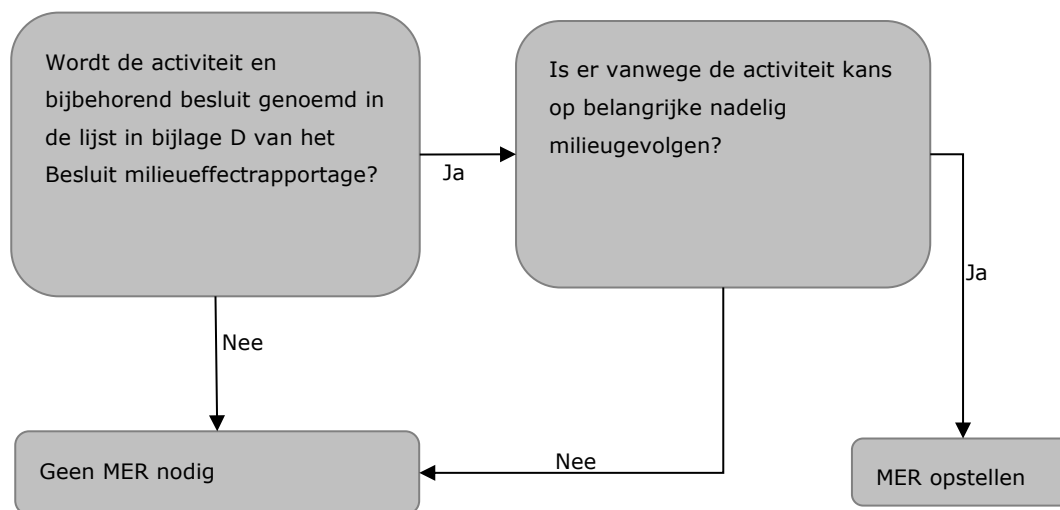 Wordt de activiteit en
bijbehorend besluit genoemd in
de lijst in bijlage D van het
Besluit milieueffectrapportage?
Ja
Is er vanwege de activiteit kans
op belangrijke nadelig
milieugevolgen?
Ja
Nee
Geen MER nodig
Nee
MER opstellen